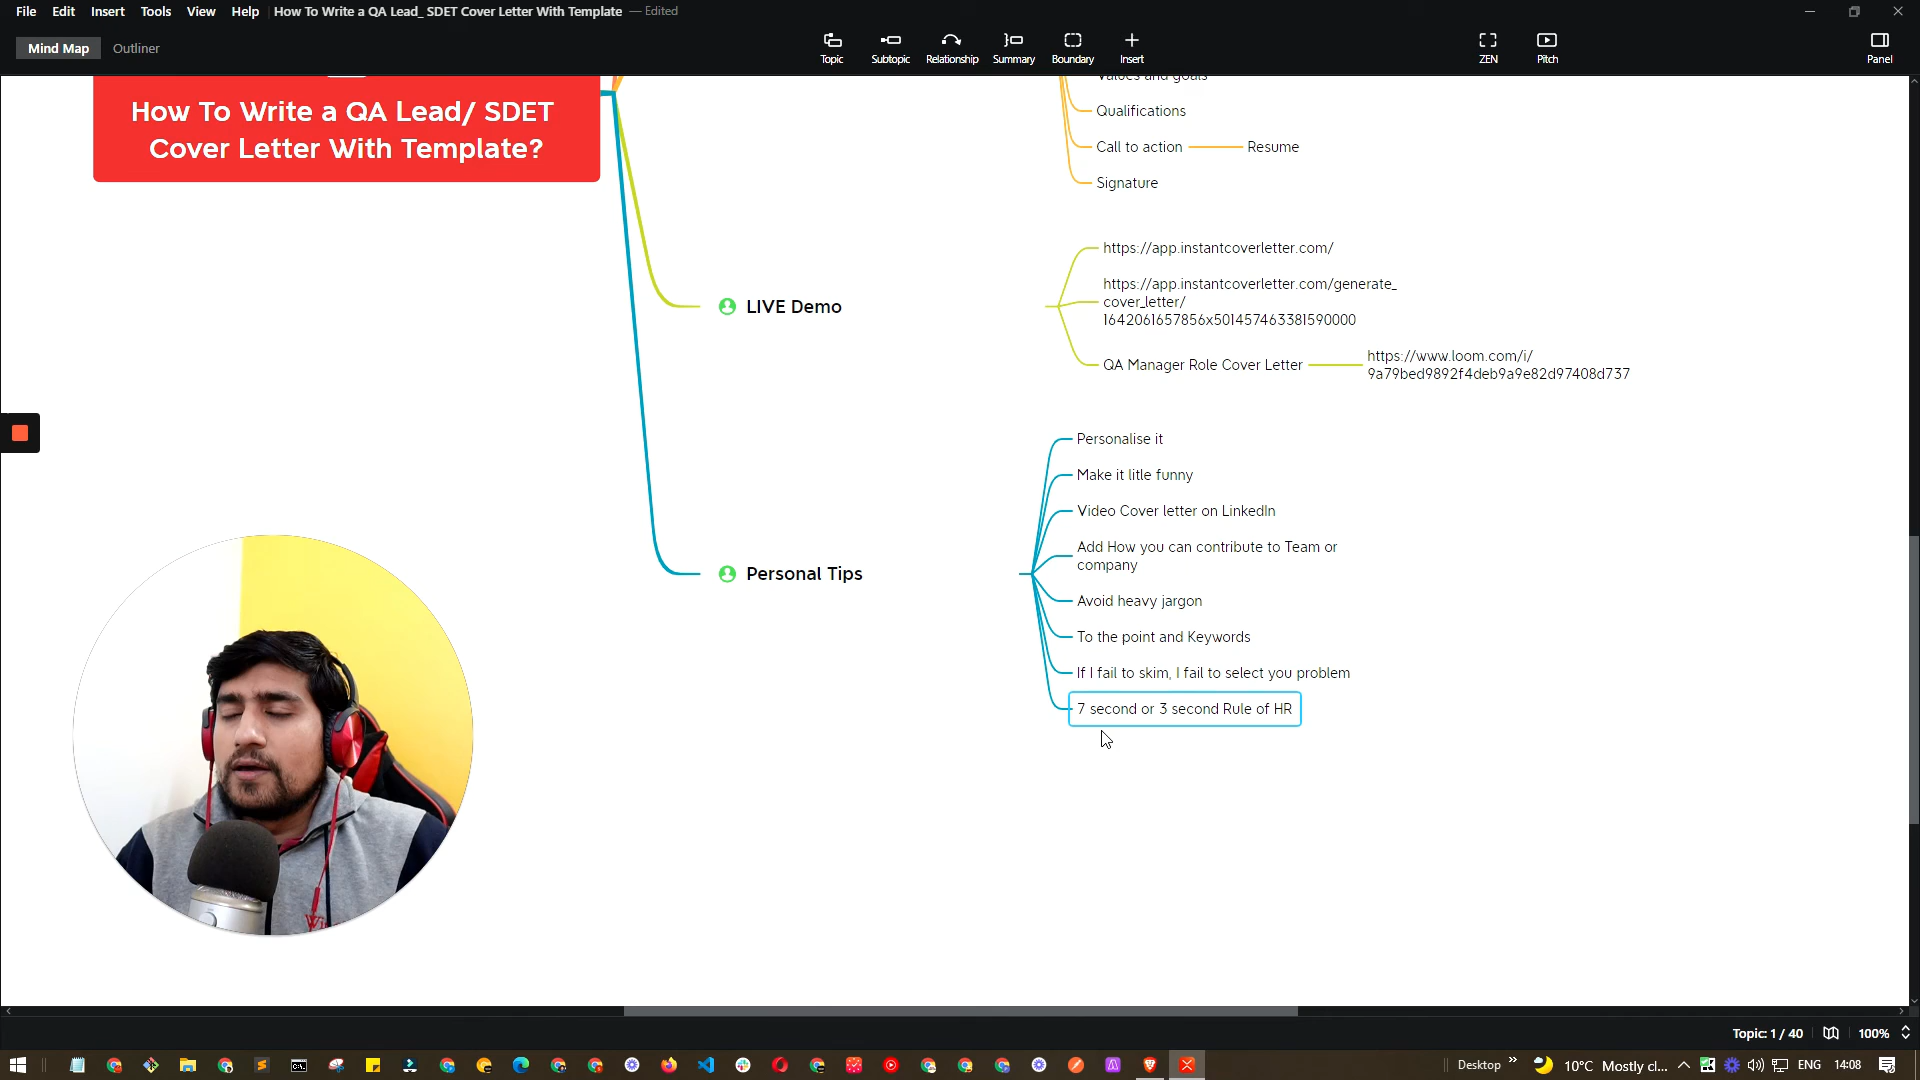 File Edit Insert Tools View Help How To Write a QA Lead_ SDET Cover Letter With Template — Edited
Mind Map Outliner
Topic Subtopic Relationship Summary Boundary Insert ZEN Pitch Panel
How To Write a QA Lead/ SDET
Cover Letter With Template?
Values and goals
Qualifications
Call to action Resume
Signature
LIVE Demo
https://app.instantcoverletter.com/
https://app.instantcoverletter.com/generate_
cover_letter/
1642061657856x501457463381590000
QA Manager Role Cover Letter
https://www.loom.com/i/
9a79bed9892f4deb9a9e82d97408d737
Personal Tips
Personalise it
Make it litle funny
Video Cover letter on LinkedIn
Add How you can contribute to Team or
company
Avoid heavy jargon
To the point and Keywords
If I fail to skim, I fail to select you problem
7 second or 3 second Rule of HR
Topic: 1 / 40 100%
Desktop 10°C Mostly cl... ENG 14:08